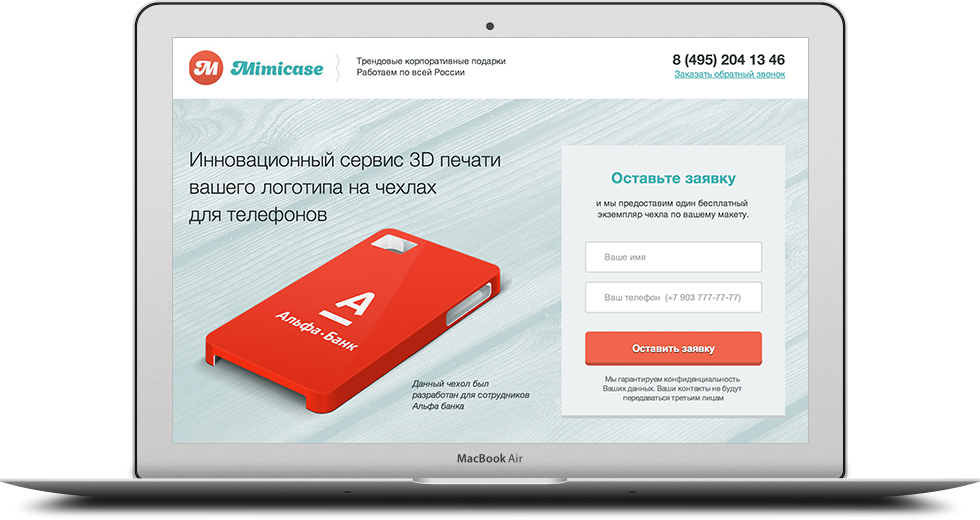 M Mimicase
Трендовые корпоративные подарки
Работаем по всей России
8 (495) 204 13 46
Заказать обратный звонок
Инновационный сервис 3D печати
вашего логотипа на чехлах
для телефонов
А
Альфа·Банк
Данный чехол был
разработан для сотрудников
Альфа банка
Оставьте заявку
и мы предоставим один бесплатный
экземпляр чехла по вашему макету.
Ваше имя
Ваш телефон (+7 903 777-77-77)
Оставить заявку
Мы гарантируем конфиденциальность
Ваших данных. Ваши контакты не будут
передаваться третьим лицам
MacBook Air